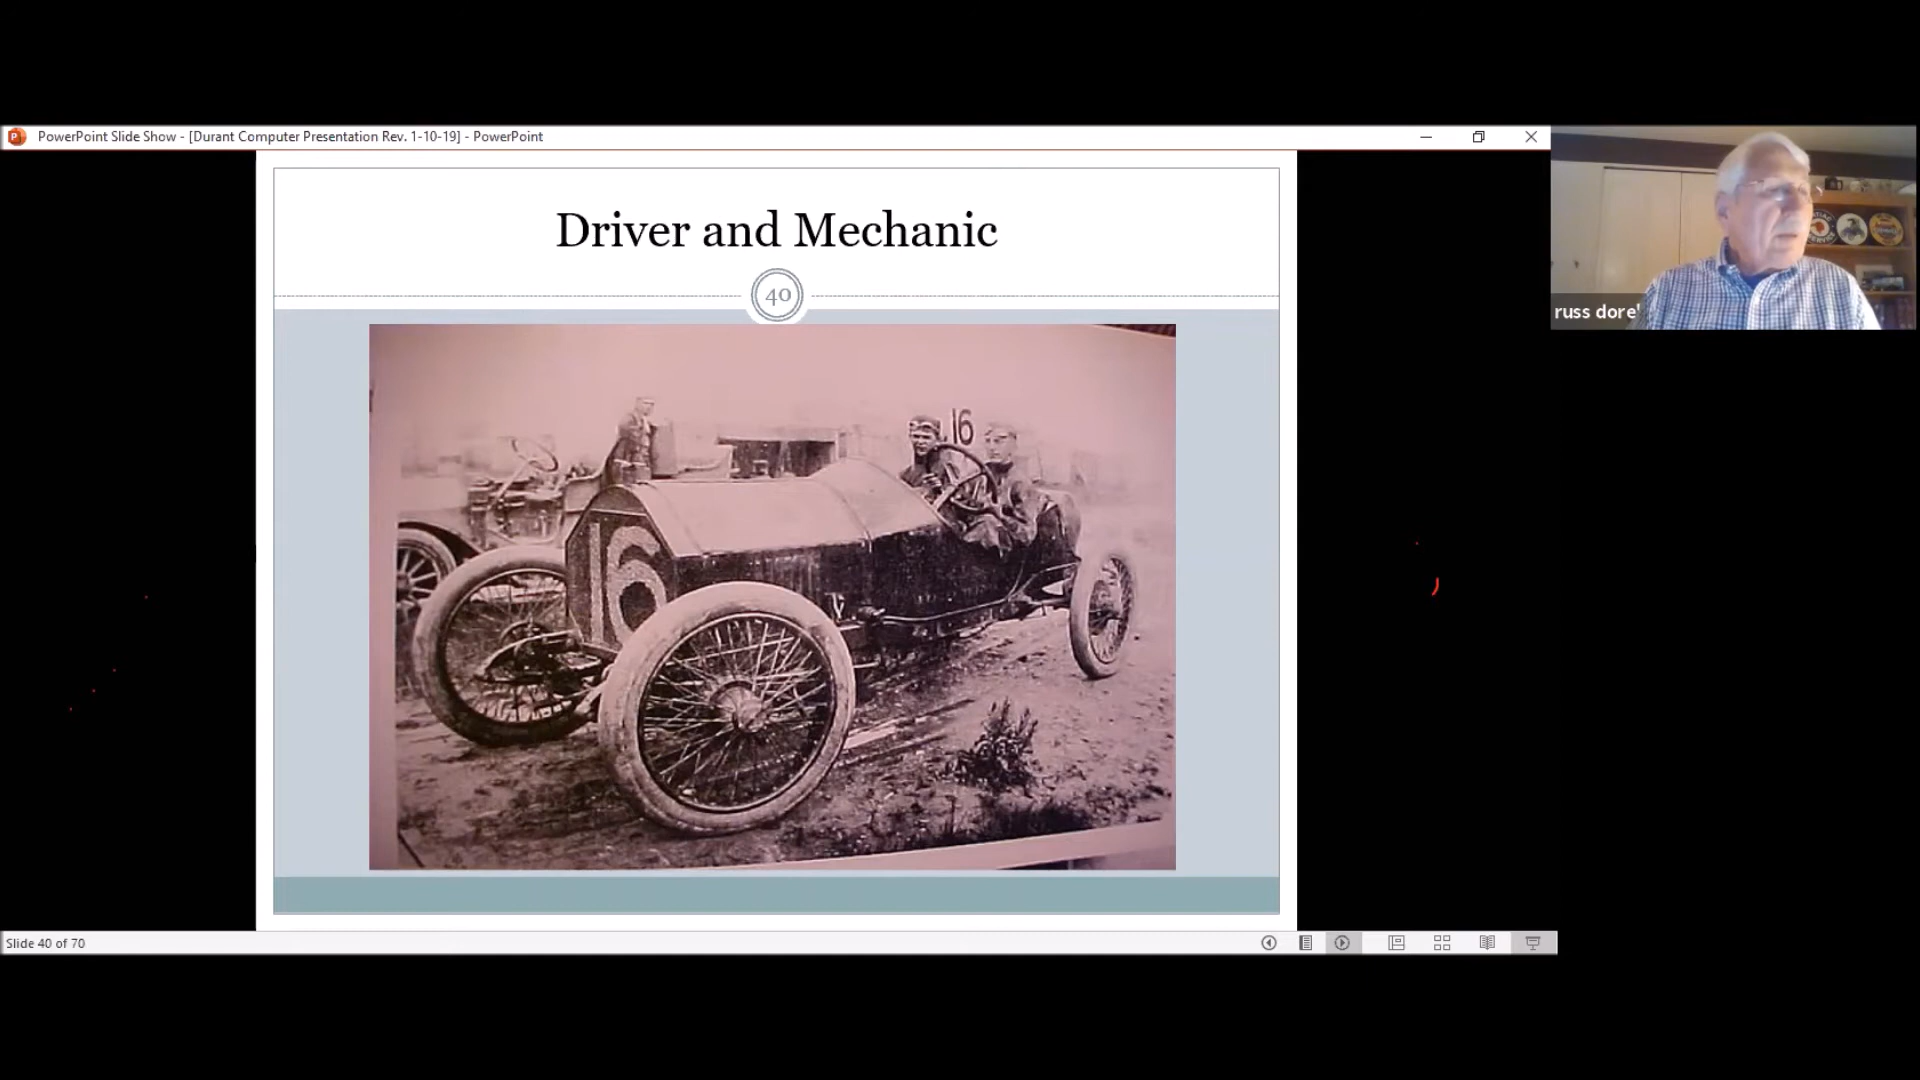 PowerPoint Slide Show - [Durant Computer Presentation Rev. 1-10-19] - PowerPoint
Driver and Mechanic
40
16
16
russ dore'
Slide 40 of 70